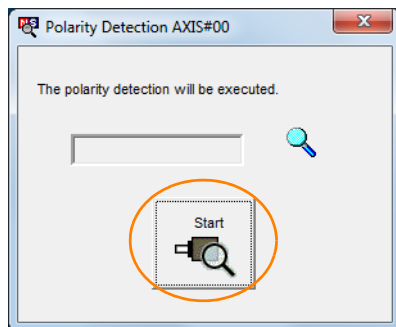 Polarity Detection AXIS#00
The polarity detection will be executed.
Start